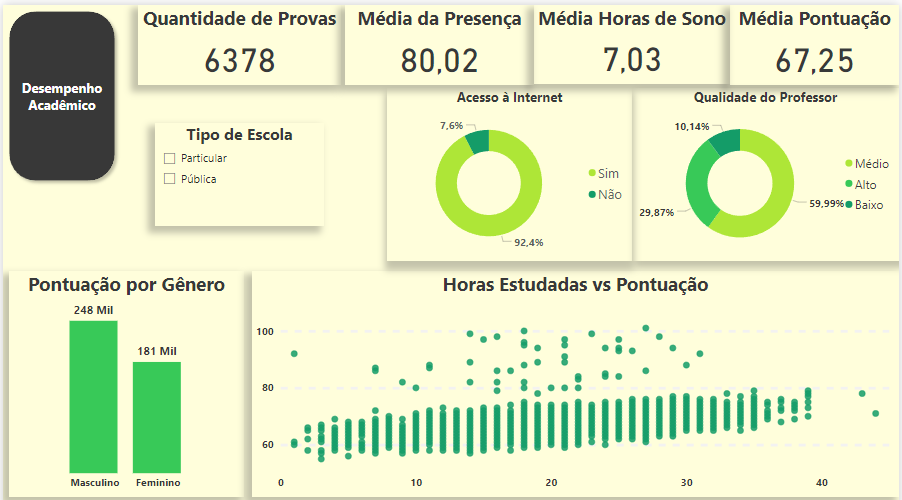 Desempenho
Acadêmico
Quantidade de Provas
6378
Média da Presença
80,02
Média Horas de Sono
7,03
Média Pontuação
67,25
Tipo de Escola
Particular
Pública
Acesso à Internet
7,6%
92,4%
Sim
Não
Qualidade do Professor
10,14%
29,87%
59,99%
Médio
Alto
Baixo
Pontuação por Gênero
248 Mil
181 Mil
Masculino
Feminino
Horas Estudadas vs Pontuação
100
80
60
0
10
20
30
40